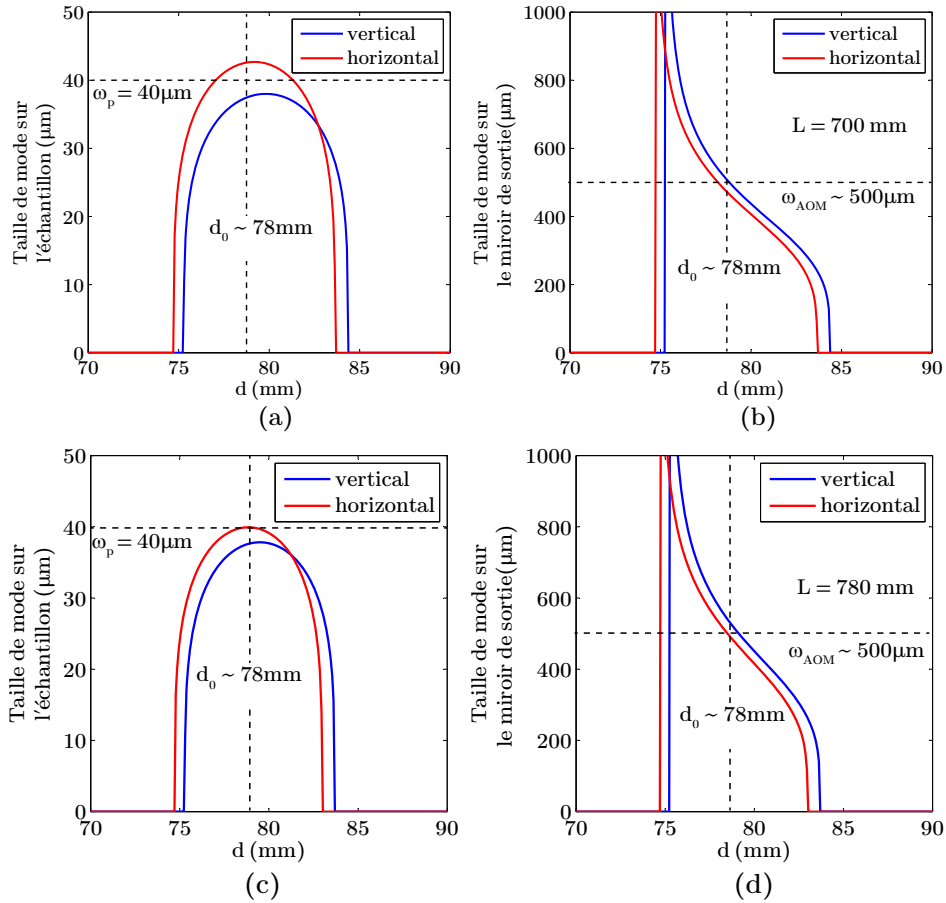 Taille de mode sur
l'échantillon (µm)
50
40
30
20
10
0
vertical
horizontal
ω_p = 40µm
d_0 ~ 78mm
70
75
80
85
90
d (mm)
(a)
Taille de mode sur
le miroir de sortie(µm)
1000
800
600
400
200
0
vertical
horizontal
L = 700 mm
ω_AOM ~ 500µm
d_0 ~ 78mm
70
75
80
85
90
d (mm)
(b)
Taille de mode sur
l'échantillon (µm)
50
40
30
20
10
0
vertical
horizontal
ω_p = 40µm
d_0 ~ 78mm
70
75
80
85
90
d (mm)
(c)
Taille de mode sur
le miroir de sortie(µm)
1000
800
600
400
200
0
vertical
horizontal
L = 780 mm
ω_AOM ~ 500µm
d_0 ~ 78mm
70
75
80
85
90
d (mm)
(d)